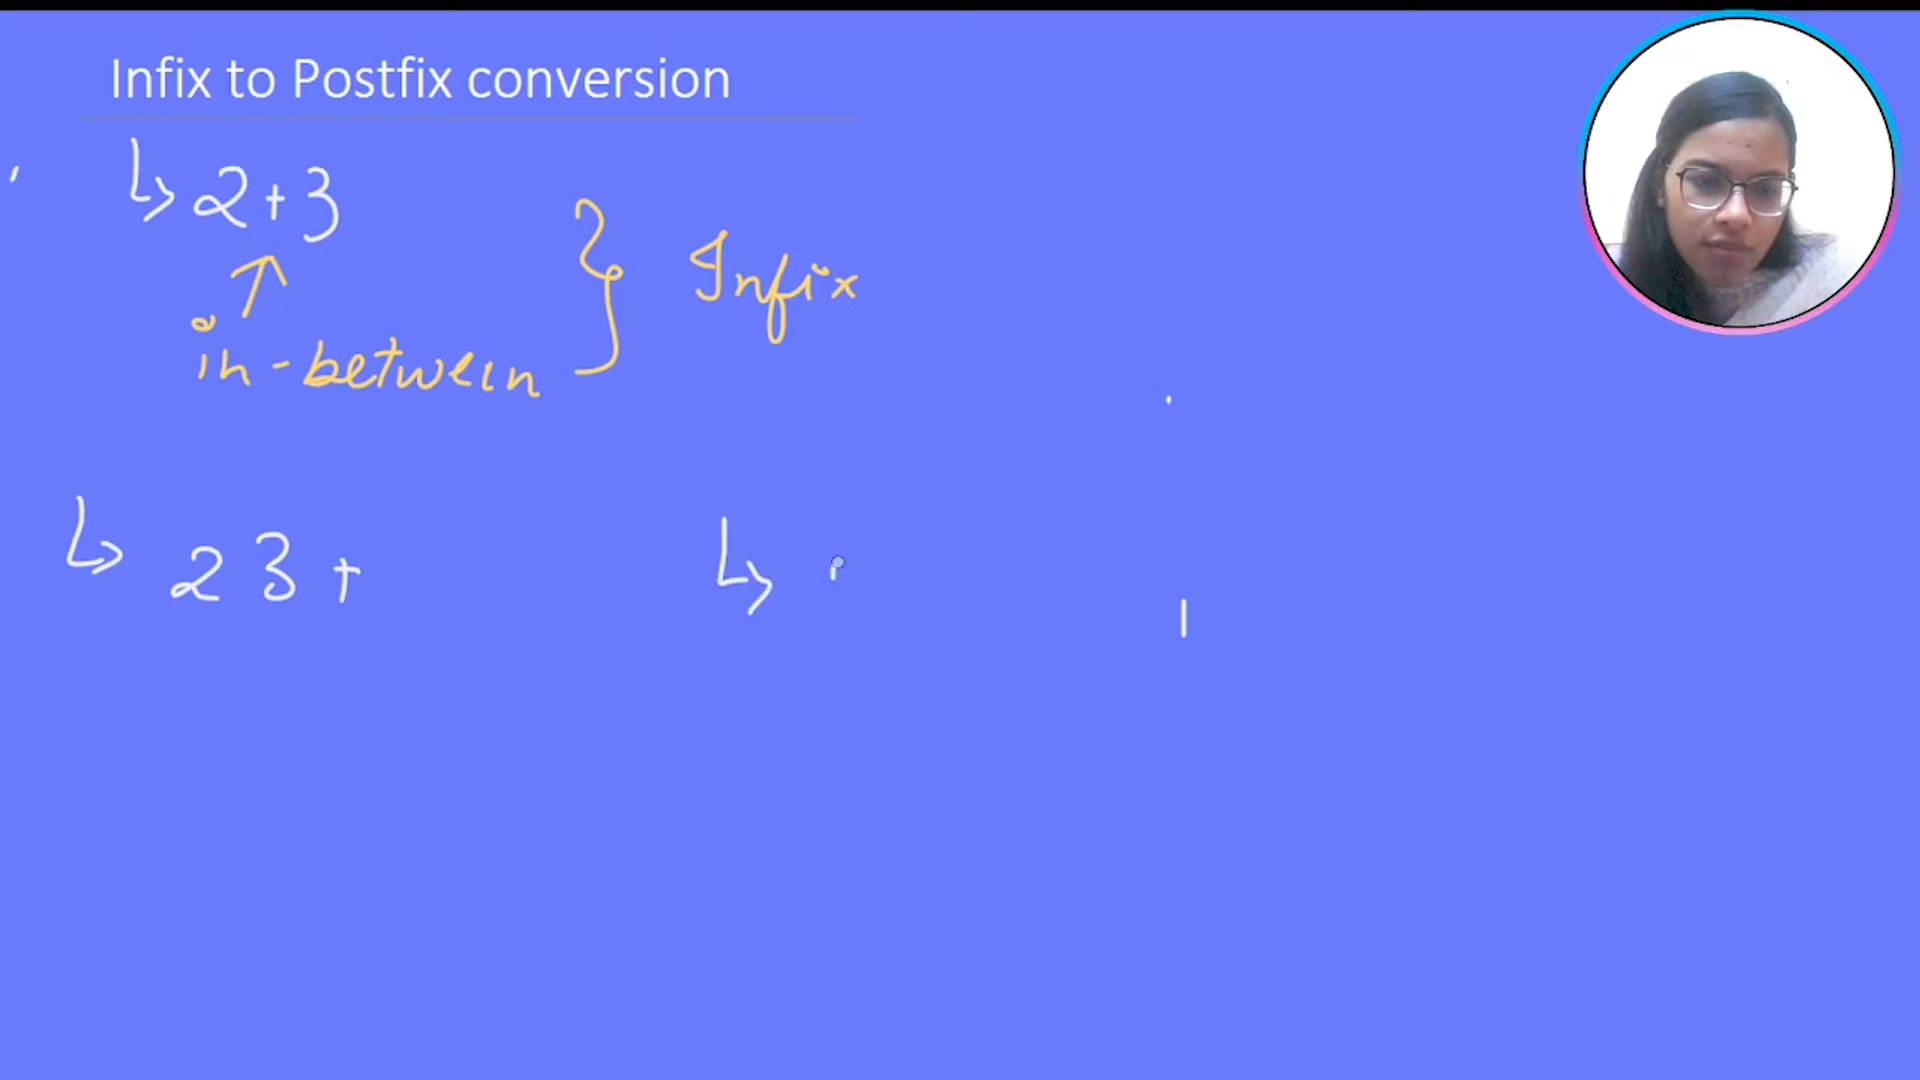 Infix to Postfix conversion
2+3
in-between
Infix
2 3 +